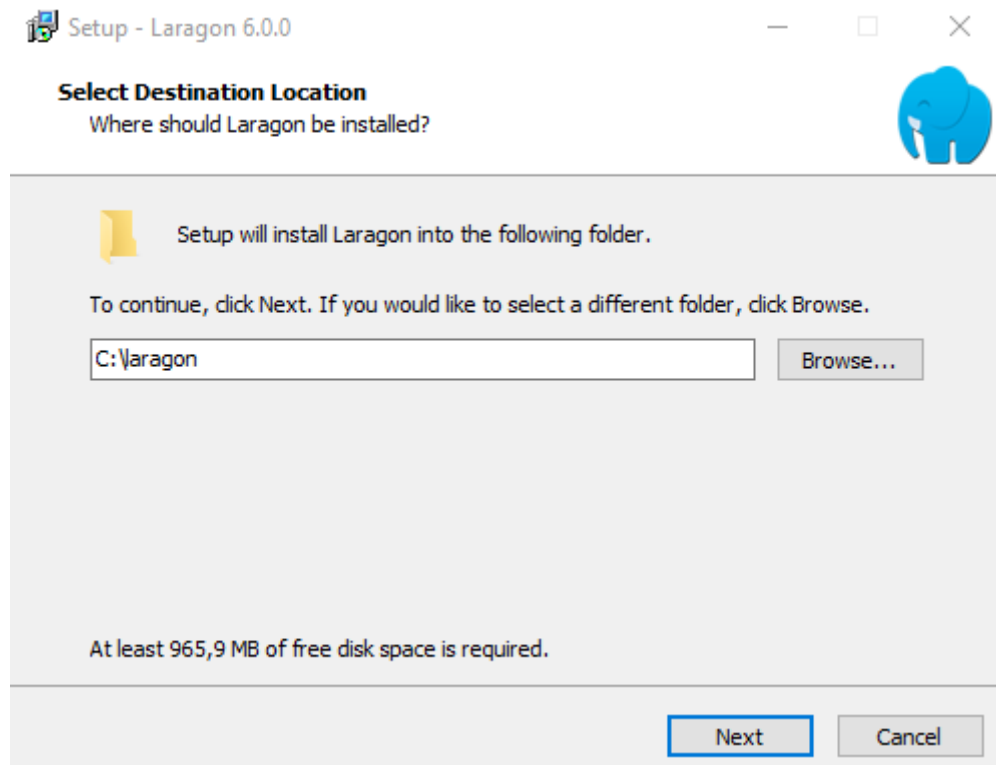 Setup - Laragon 6.0.0
Select Destination Location
Where should Laragon be installed?
Setup will install Laragon into the following folder.
To continue, click Next. If you would like to select a different folder, click Browse.
C:\laragon
Browse...
At least 965,9 MB of free disk space is required.
Next
Cancel